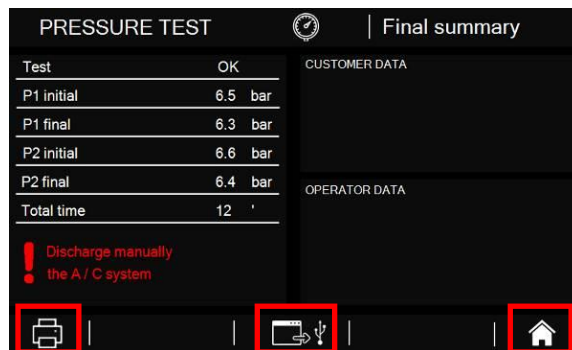 PRESSURE TEST
Final summary
Test OK
P1 initial 6.5 bar
P1 final 6.3 bar
P2 initial 6.6 bar
P2 final 6.4 bar
Total time 12 '
Discharge manually
the A / C system
CUSTOMER DATA
OPERATOR DATA